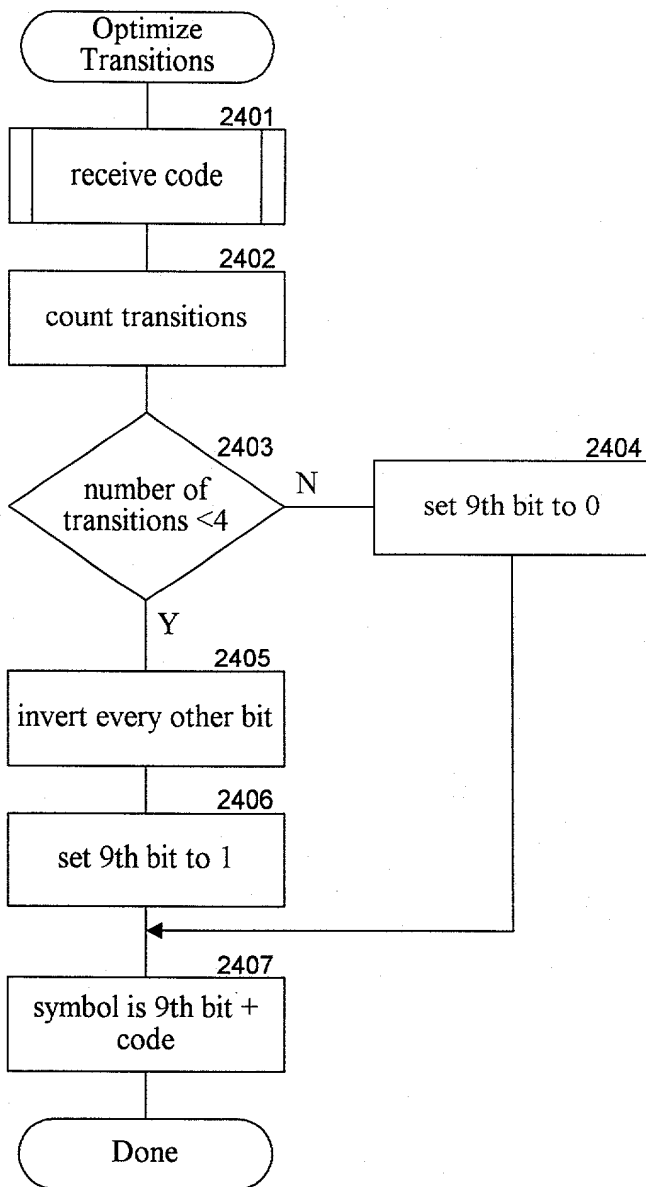 Optimize
Transitions
2401
receive code
2402
count transitions
2403
number of
transitions <4
N
2404
set 9th bit to 0
Y
2405
invert every other bit
2406
set 9th bit to 1
2407
symbol is 9th bit +
code
Done